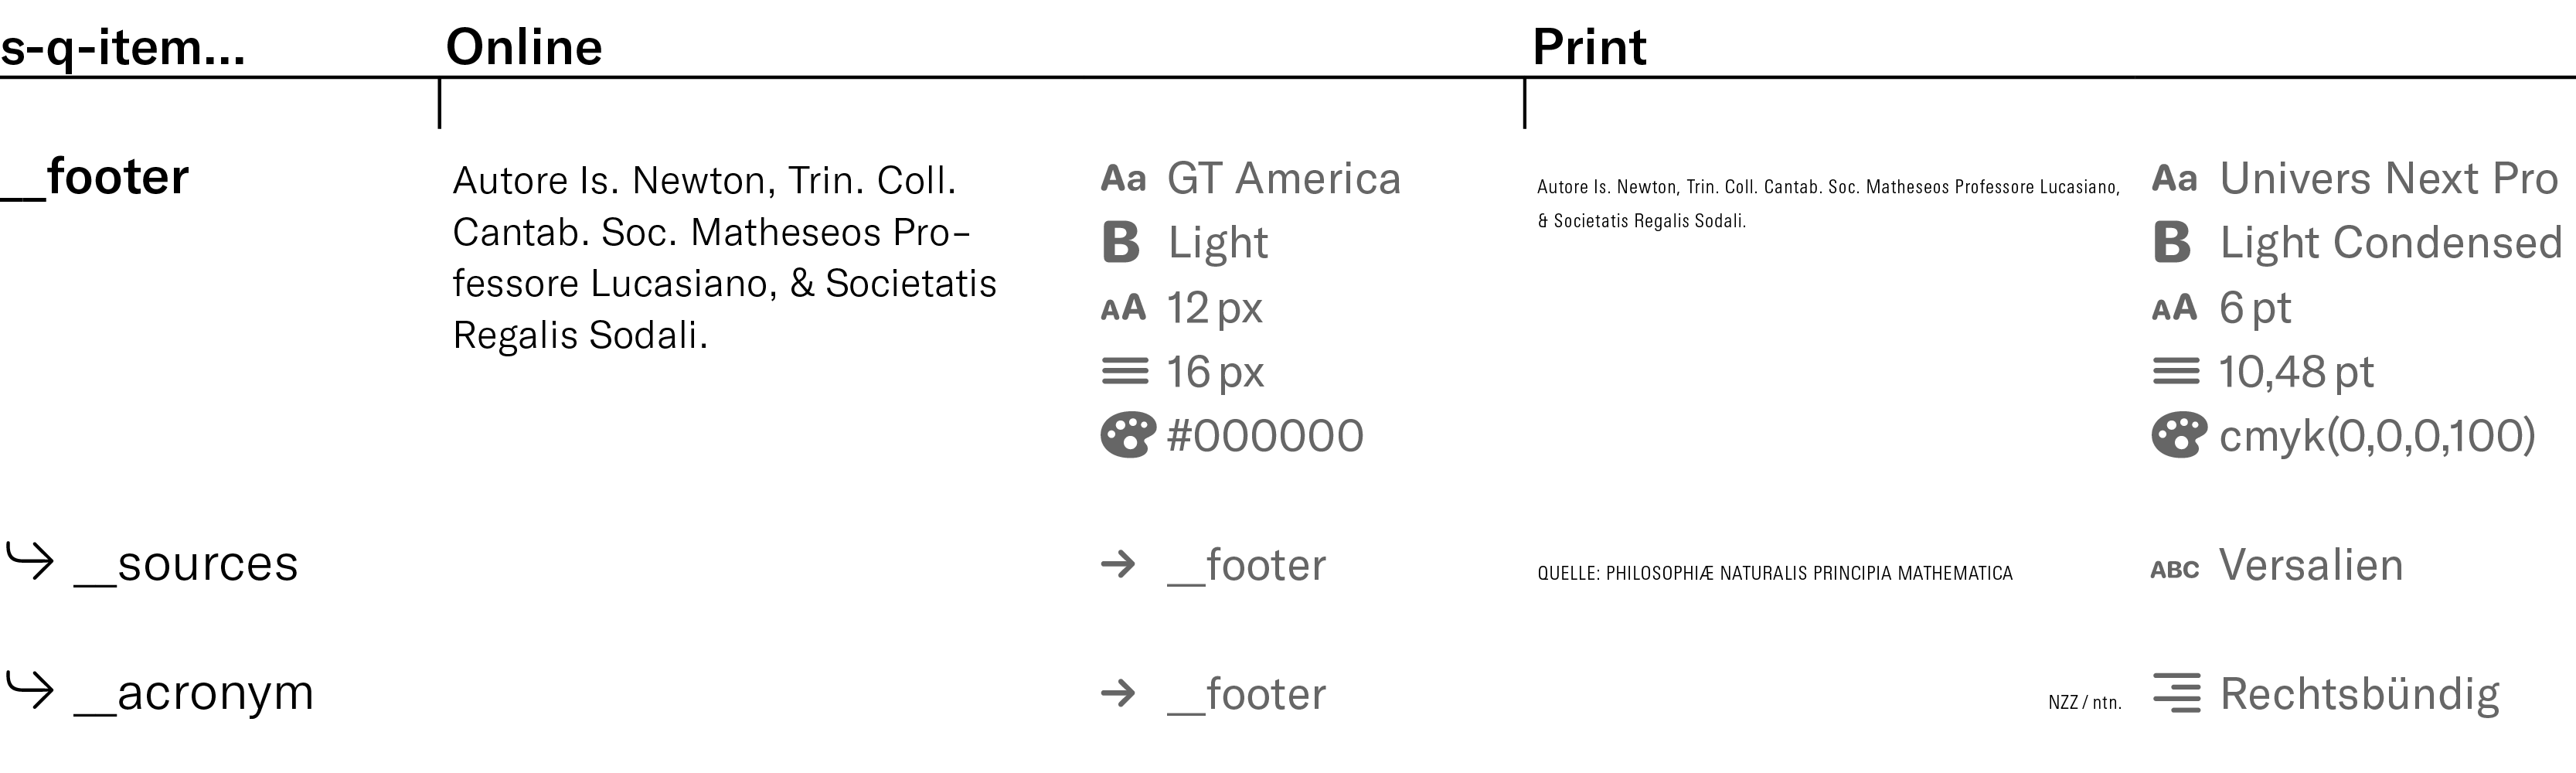 s-q-item... Online Print
__footer
Autore Is. Newton, Trin. Coll.
Cantab. Soc. Matheseos Pro-
fessore Lucasiano, & Societatis
Regalis Sodali.
Aa GT America
B Light
AA 12 px
16 px
#000000
Autore Is. Newton, Trin. Coll. Cantab. Soc. Matheseos Professore Lucasiano,
& Societatis Regalis Sodali.
Aa Univers Next Pro
B Light Condensed
AA 6 pt
10,48 pt
cmyk(0,0,0,100)
__sources
→ __footer
QUELLE: PHILOSOPHIÆ NATURALIS PRINCIPIA MATHEMATICA
ABC Versalien
__acronym
→ __footer
NZZ / ntn.
Rechtsbündig